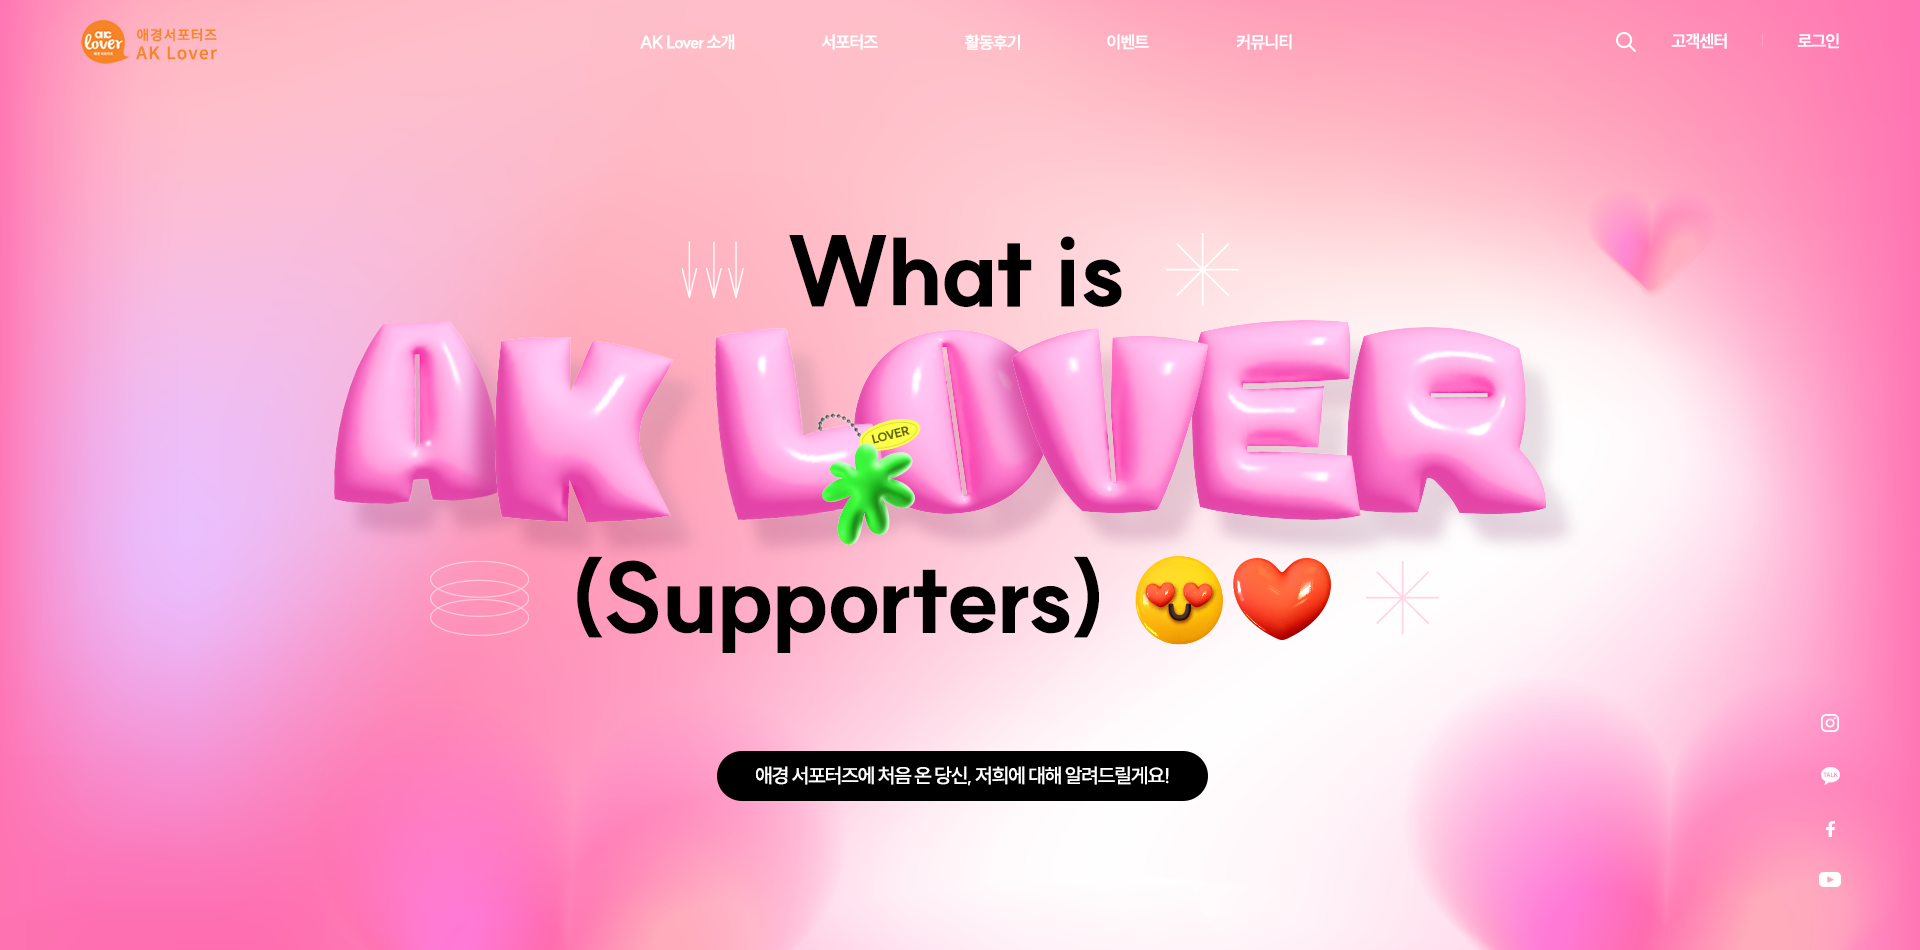 ac
lover
애경서포터즈
AK Lover
AK Lover 소개
서포터즈
활동후기
이벤트
커뮤니티
고객센터
로그인
What is
AK LOVER
LOVER
(Supporters)
애경 서포터즈에 처음 온 당신, 저희에 대해 알려드릴게요!
TALK